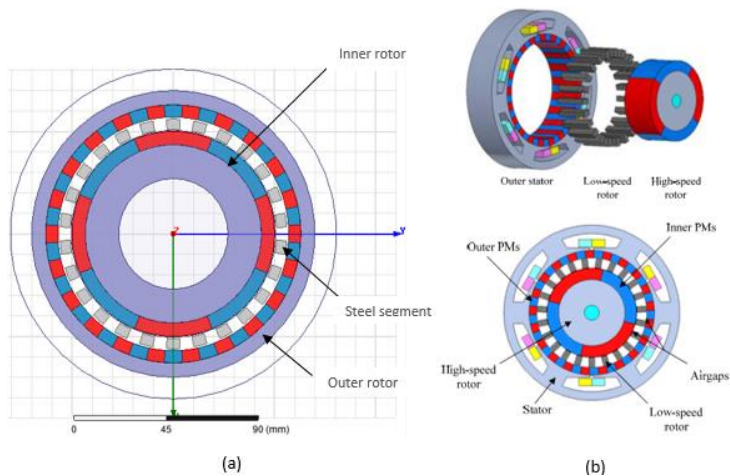 Inner rotor
Y
Z
Steel segment
Outer rotor
0
45
90 (mm)
(a)
Outer stator
Low-speed
rotor
High-speed
rotor
Inner PMs
Outer PMs
High-speed
rotor
Airgaps
Stator
Low-speed
rotor
(b)